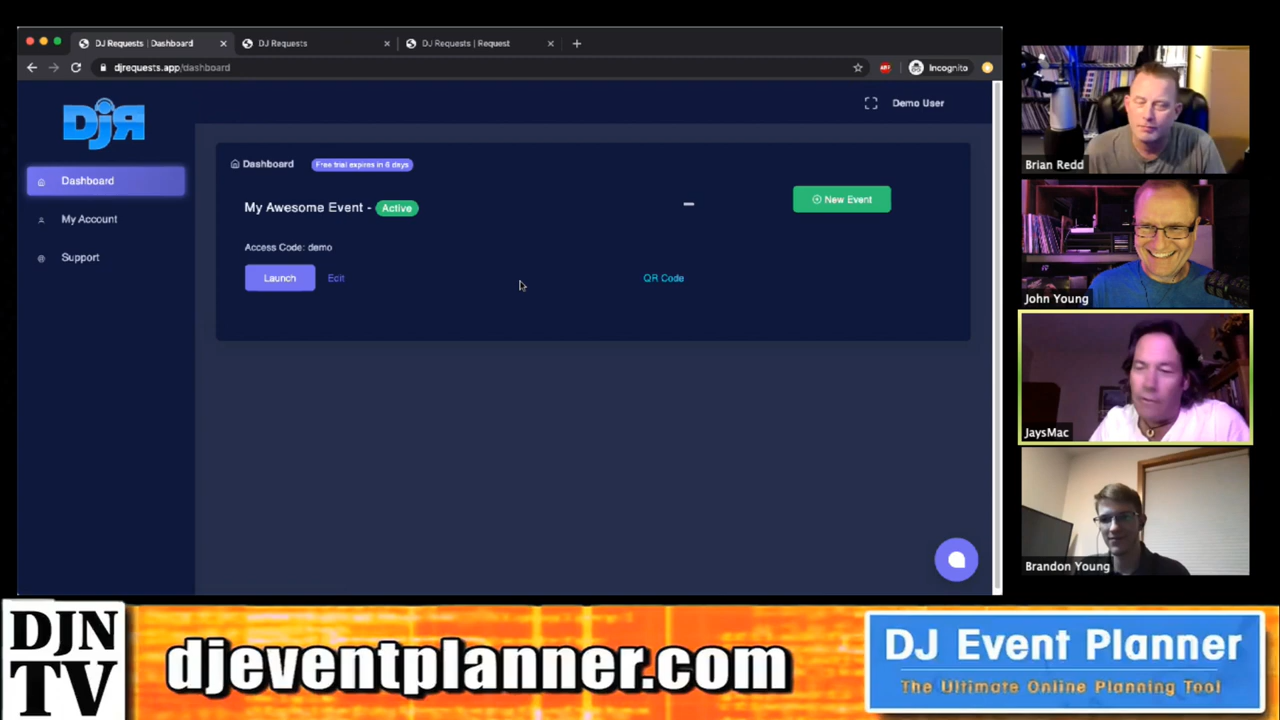 DJ Requests | Dashboard
DJ Requests
DJ Requests | Request
djrequests.app/dashboard
ABP
Incognito
DJR
Demo User
Dashboard
My Account
Support
Dashboard
Free trial expires in 6 days
My Awesome Event - Active
New Event
Access Code: demo
Launch
Edit
QR Code
Brian Redd
John Young
JaysMac
Brandon Young
DJN
TV
djeventplanner.com
DJ Event Planner
The Ultimate Online Planning Tool